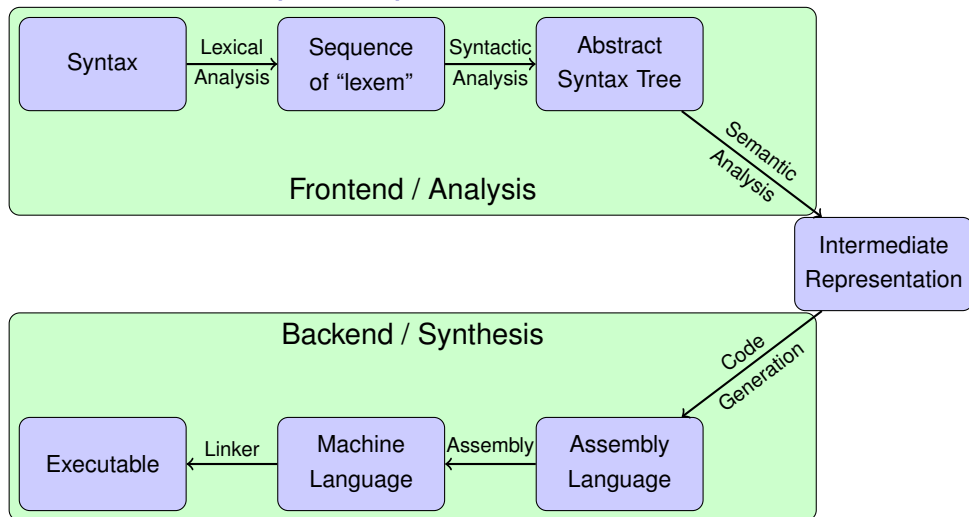 Syntax
Lexical
Analysis
Sequence
of “lexem”
Syntactic
Analysis
Abstract
Syntax Tree
Semantic
Analysis
Frontend / Analysis
Intermediate
Representation
Backend / Synthesis
Code
Generation
Executable
Linker
Machine
Language
Assembly
Assembly
Language